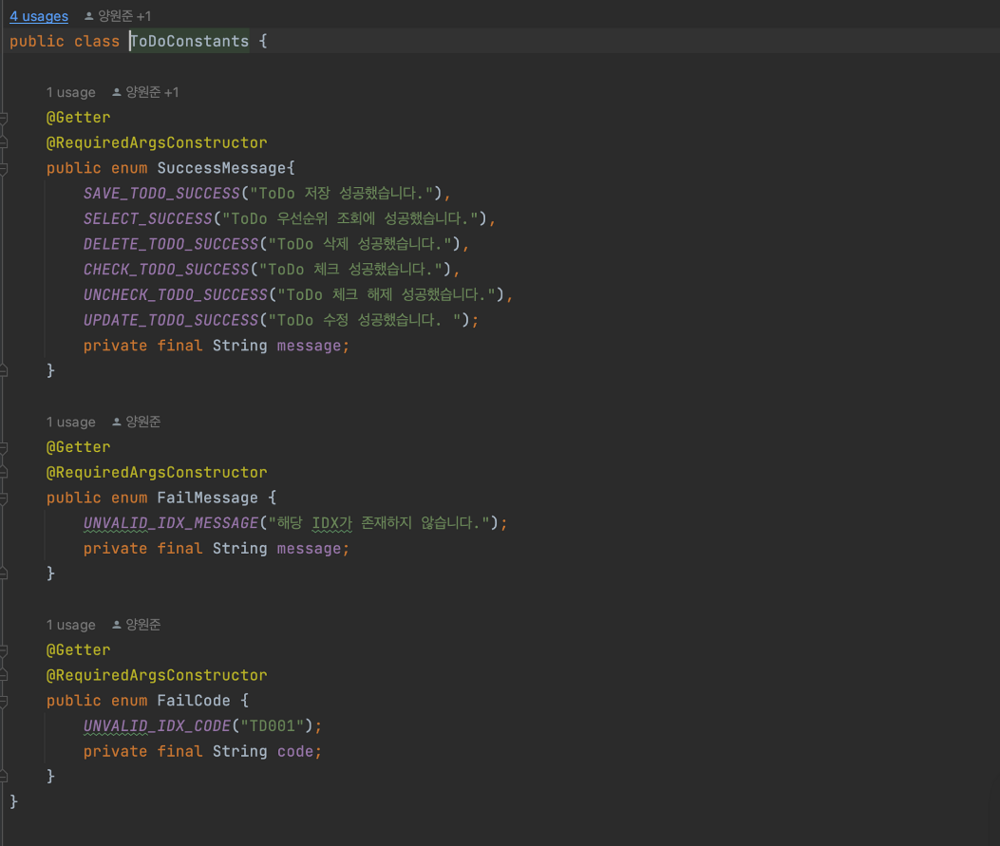 4 usages 양원준 +1
public class ToDoConstants {
1 usage 양원준 +1
@Getter
@RequiredArgsConstructor
public enum SuccessMessage{
SAVE_TODO_SUCCESS("ToDo 저장 성공했습니다."),
SELECT_SUCCESS("ToDo 우선순위 조회에 성공했습니다."),
DELETE_TODO_SUCCESS("ToDo 삭제 성공했습니다."),
CHECK_TODO_SUCCESS("ToDo 체크 성공했습니다."),
UNCHECK_TODO_SUCCESS("ToDo 체크 해제 성공했습니다."),
UPDATE_TODO_SUCCESS("ToDo 수정 성공했습니다. ");
private final String message;
}
1 usage 양원준
@Getter
@RequiredArgsConstructor
public enum FailMessage {
UNVALID_IDX_MESSAGE("해당 IDX가 존재하지 않습니다.");
private final String message;
}
1 usage 양원준
@Getter
@RequiredArgsConstructor
public enum FailCode {
UNVALID_IDX_CODE("TD001");
private final String code;
}
}